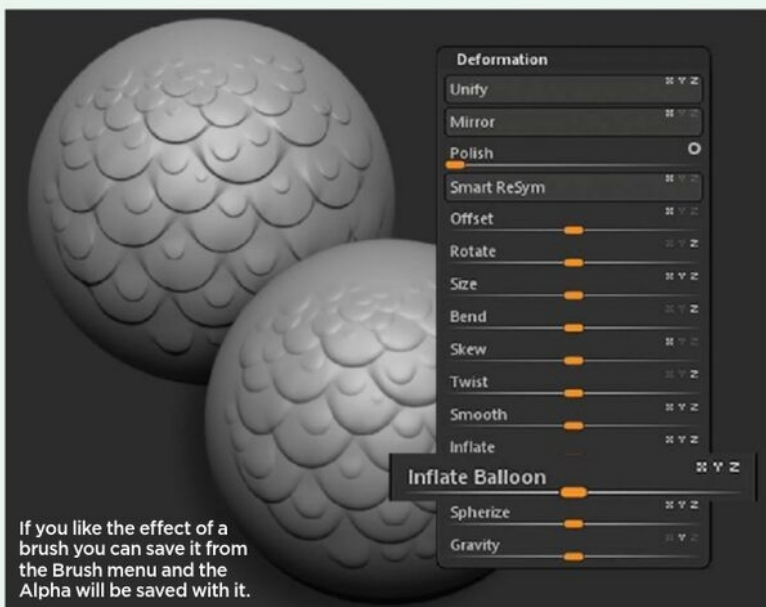 Deformation
Unify X Y Z
Mirror X Y Z
Polish
Smart ReSym X Y Z
Offset X Y Z
Rotate X Y Z
Size X Y Z
Bend X Y Z
Skew X Y Z
Twist X Y Z
Smooth X Y Z
Inflate X Y Z
Inflate Balloon X Y Z
Spherize X Y Z
Gravity X Y Z
If you like the effect of a
brush you can save it from
the Brush menu and the
Alpha will be saved with it.